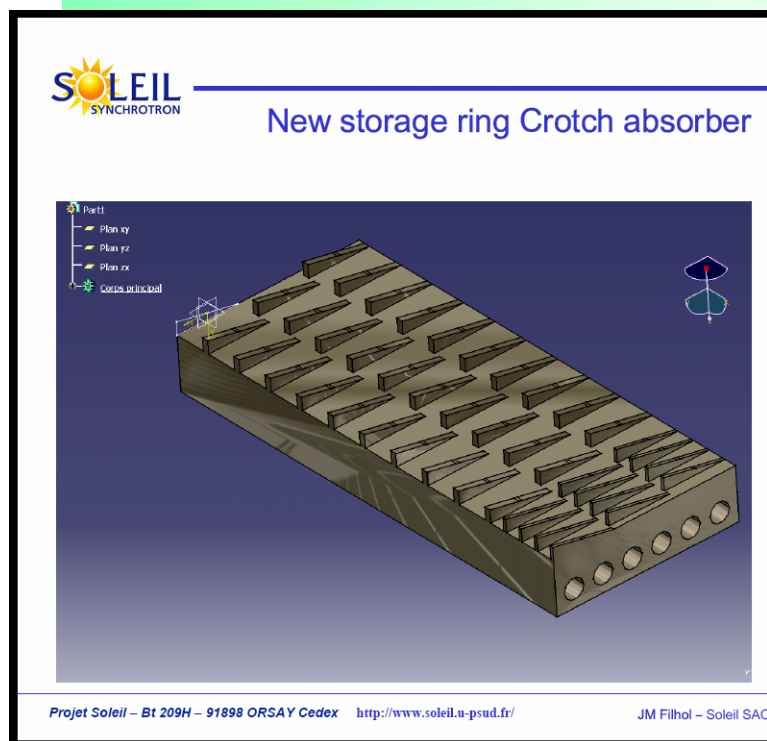 SOLEIL
SYNCHROTRON
New storage ring Crotch absorber
Part1
Plan xy
Plan yz
Plan zx
Corps principal
Projet Soleil – Bt 209H – 91898 ORSAY Cedex http://www.soleil.u-psud.fr/ JM Filhol – Soleil SAC